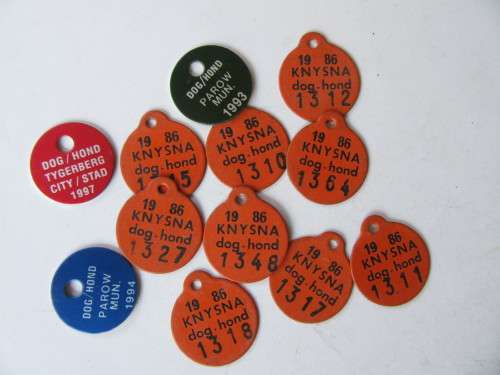 DOG/HOND
PAROW
MUN.
1993
19 86
KNYSNA
dog-hond
1312
DOG/HOND
TYGERBERG
CITY/STAD
1997
19 86
KNYSNA
dog-hond
19 86
KNYSNA
dog-hond
1310
19 86
KNYSNA
dog-hond
1364
19 86
KNYSNA
dog-hond
1327
19 86
KNYSNA
dog-hond
1348
DOG/HOND
PAROW
MUN.
1994
19 86
KNYSNA
dog-hond
1317
19 86
KNYSNA
dog-hond
1311
19 86
KNYSNA
dog-hond
1318